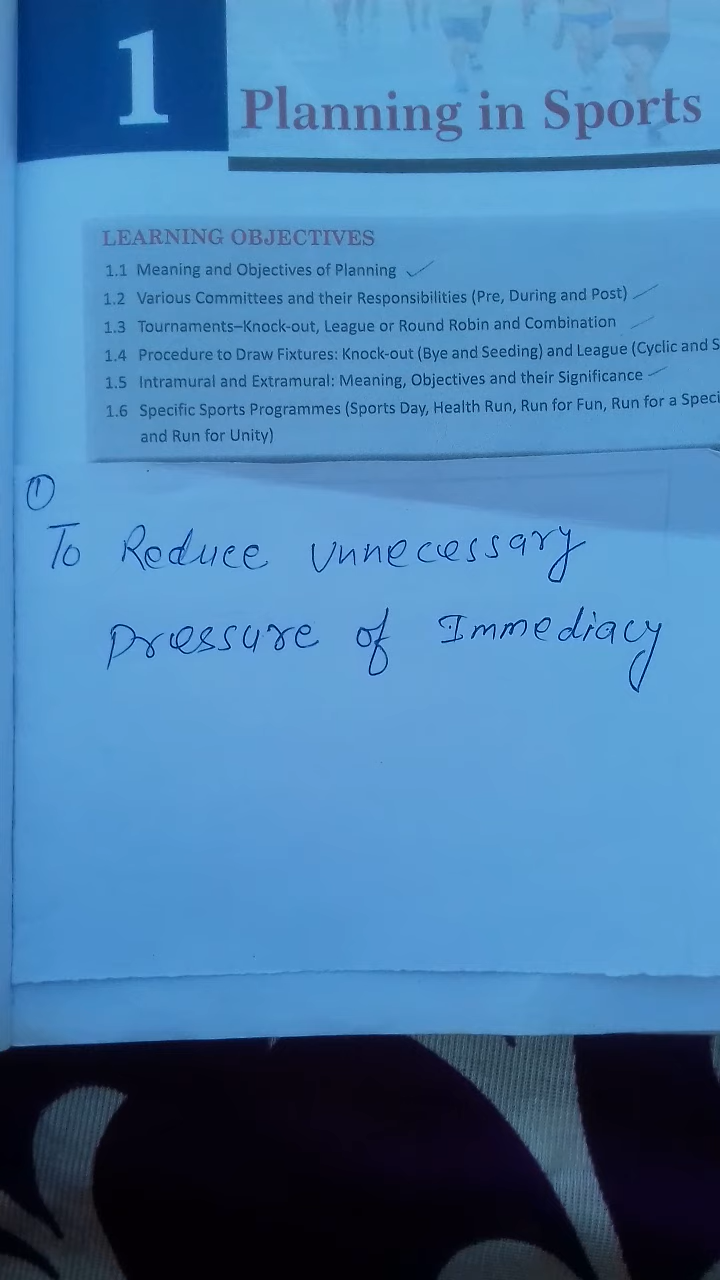 1
Planning in Sports
LEARNING OBJECTIVES
1.1 Meaning and Objectives of Planning
1.2 Various Committees and their Responsibilities (Pre, During and Post)
1.3 Tournaments–Knock-out, League or Round Robin and Combination
1.4 Procedure to Draw Fixtures: Knock-out (Bye and Seeding) and League (Cyclic and S
1.5 Intramural and Extramural: Meaning, Objectives and their Significance
1.6 Specific Sports Programmes (Sports Day, Health Run, Run for Fun, Run for a Speci
and Run for Unity)
①
To Reduce Unnecessary
Pressure of Immediacy